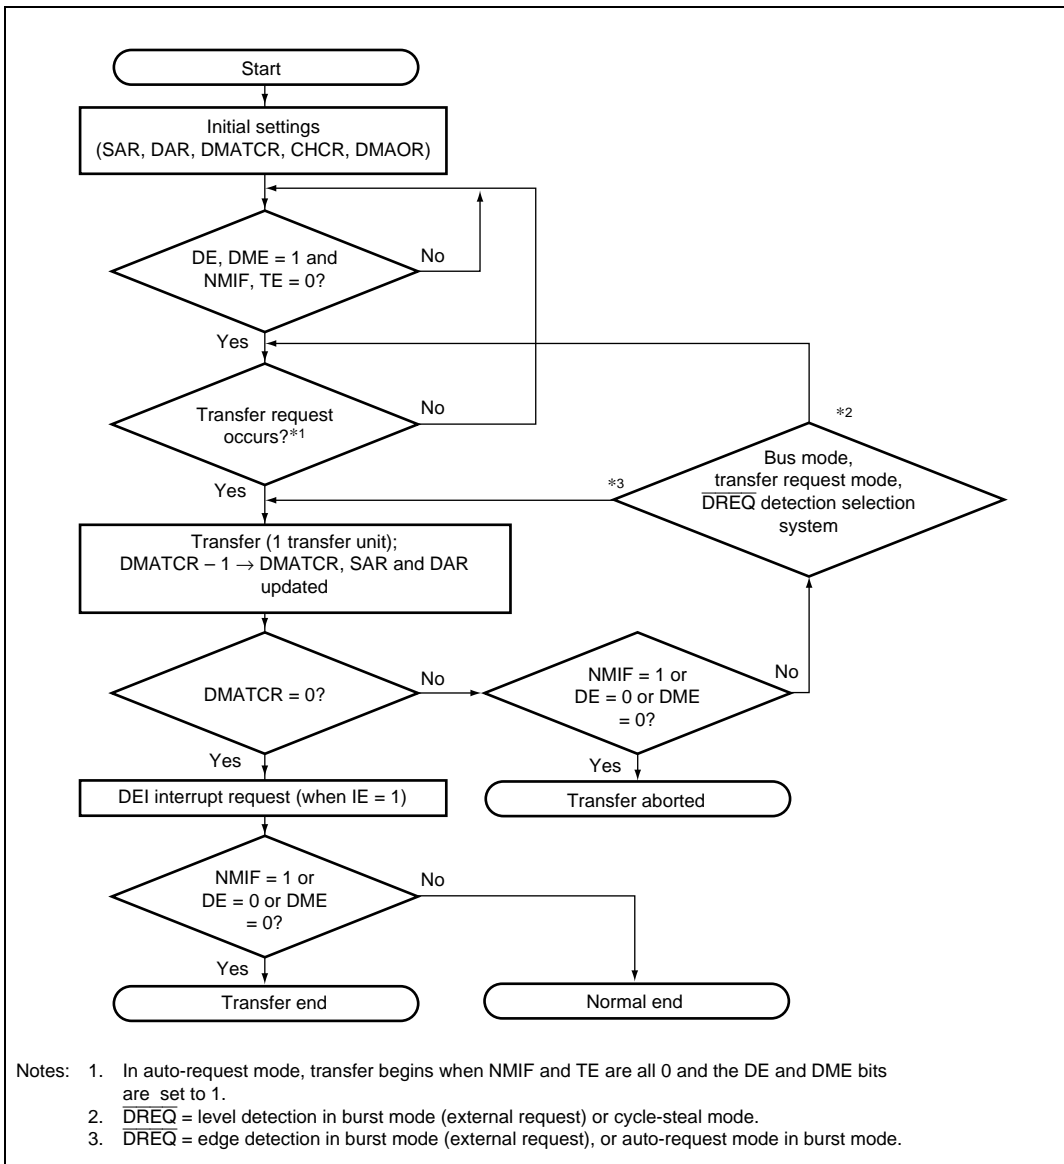 Start
Initial settings
(SAR, DAR, DMATCR, CHCR, DMAOR)
DE, DME = 1 and
NMIF, TE = 0?
No
Yes
Transfer request
occurs?*1
No
Yes
*2
Bus mode,
transfer request mode,
DREQ detection selection
system
*3
Transfer (1 transfer unit);
DMATCR – 1 → DMATCR, SAR and DAR
updated
DMATCR = 0?
No
Yes
NMIF = 1 or
DE = 0 or DME
= 0?
No
Yes
Transfer aborted
DEI interrupt request (when IE = 1)
NMIF = 1 or
DE = 0 or DME
= 0?
No
Yes
Transfer end
Normal end
Notes: 1. In auto-request mode, transfer begins when NMIF and TE are all 0 and the DE and DME bits
are set to 1.
2. DREQ = level detection in burst mode (external request) or cycle-steal mode.
3. DREQ = edge detection in burst mode (external request), or auto-request mode in burst mode.